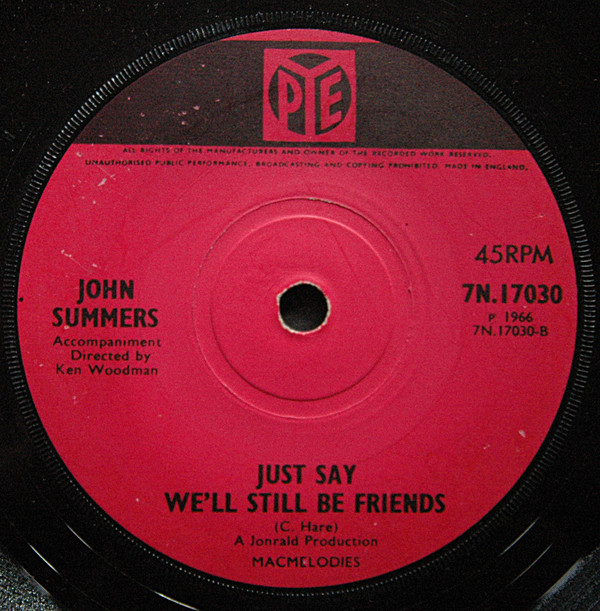 PYE
ALL RIGHTS OF THE MANUFACTURERS AND OWNER OF THE RECORDED WORK RESERVED.
UNAUTHORISED PUBLIC PERFORMANCE, BROADCASTING AND COPYING PROHIBITED. MADE IN ENGLAND.
45RPM
JOHN
SUMMERS
Accompaniment
Directed by
Ken Woodman
7N.17030
P 1966
7N.17030-B
JUST SAY
WE'LL STILL BE FRIENDS
(C. Hare)
A Jonrald Production
MACMELODIES